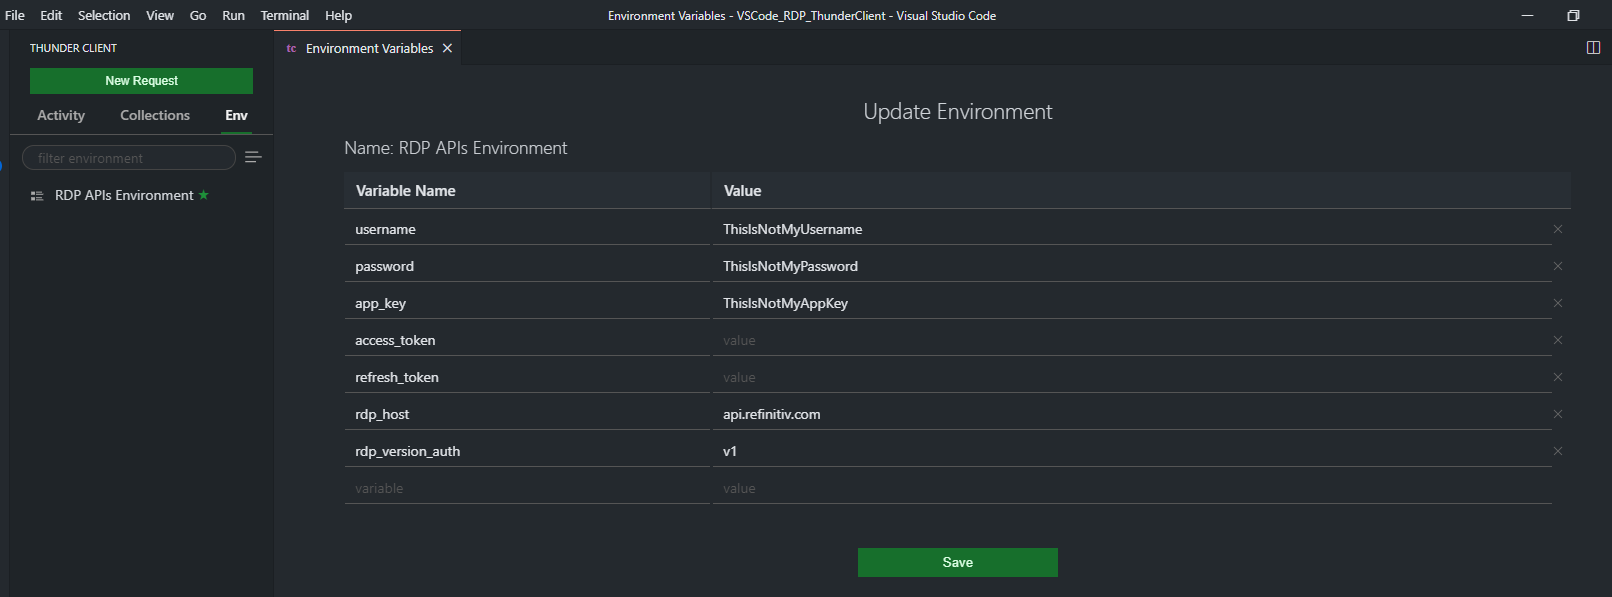 File Edit Selection View Go Run Terminal Help
Environment Variables - VSCode_RDP_ThunderClient - Visual Studio Code
THUNDER CLIENT
New Request
Activity Collections Env
filter environment
RDP APIs Environment
tc Environment Variables
Update Environment
Name: RDP APIs Environment
Variable Name Value
username ThisIsNotMyUsername
password ThisIsNotMyPassword
app_key ThisIsNotMyAppKey
access_token value
refresh_token value
rdp_host api.refinitiv.com
rdp_version_auth v1
variable value
Save